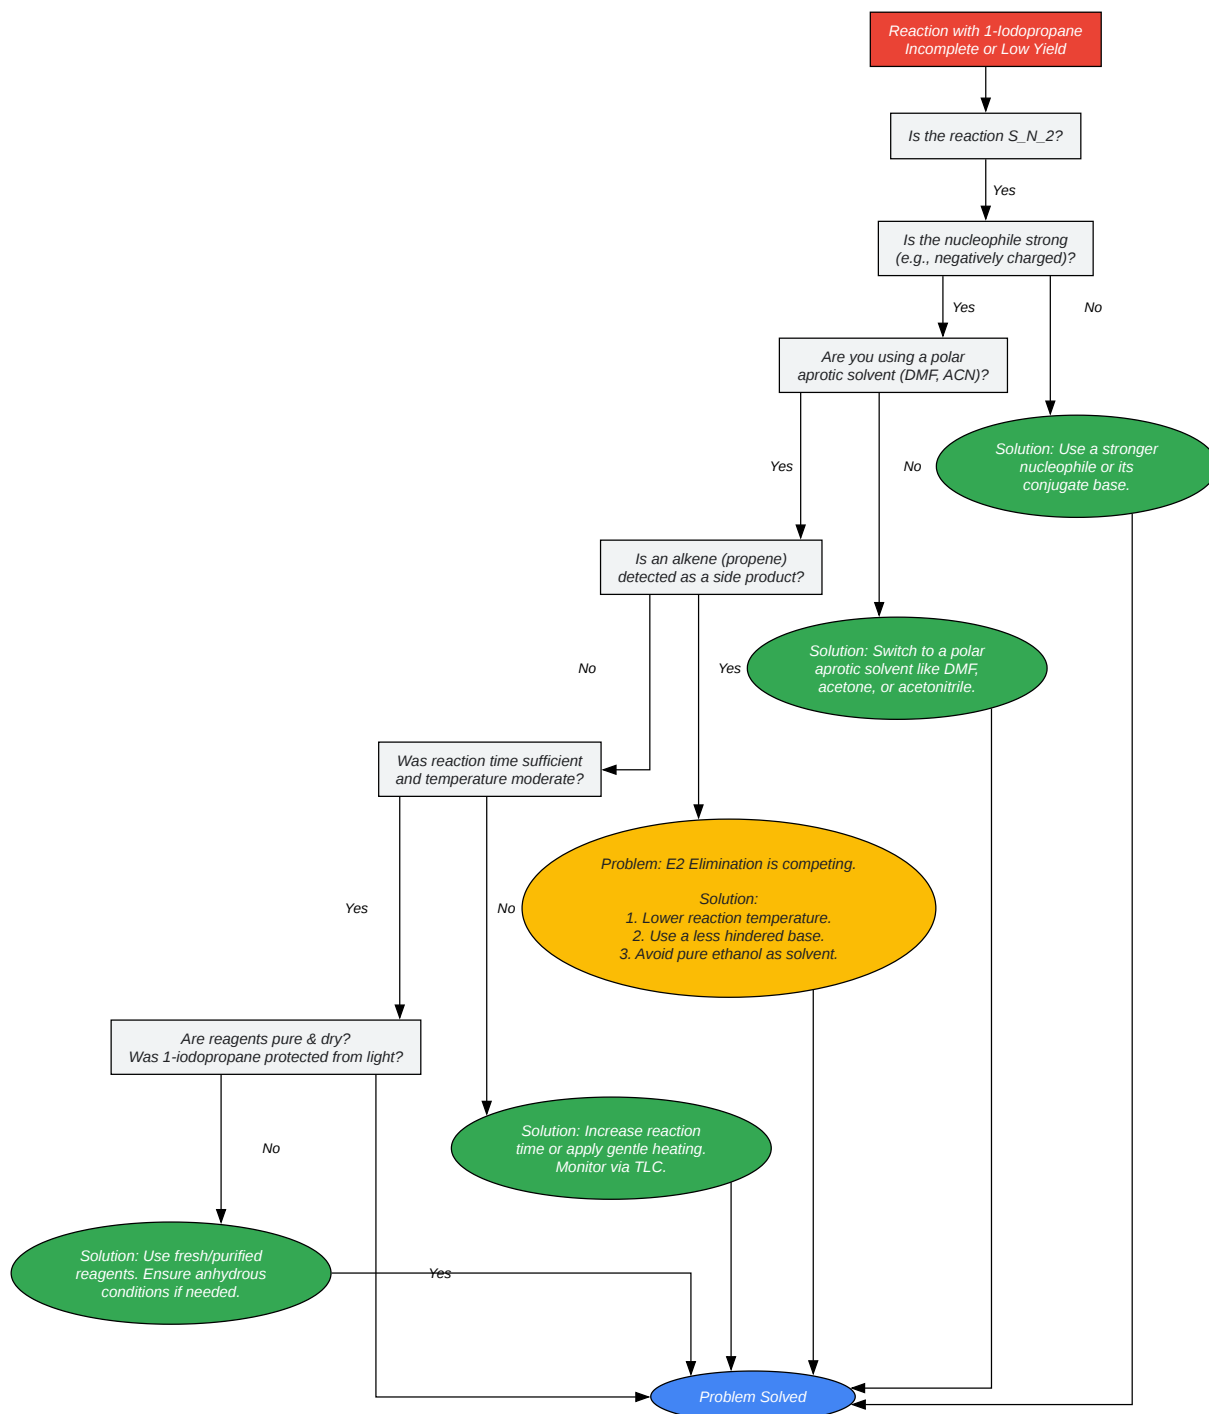 Reaction with 1-Iodopropane
Incomplete or Low Yield
Is the reaction S_N_2?
Yes
Is the nucleophile strong
(e.g., negatively charged)?
Yes
No
Are you using a polar
aprotic solvent (DMF, ACN)?
Solution: Use a stronger
nucleophile or its
conjugate base.
Yes
No
Is an alkene (propene)
detected as a side product?
Solution: Switch to a polar
aprotic solvent like DMF,
acetone, or acetonitrile.
No
Yes
Was reaction time sufficient
and temperature moderate?
Problem: E2 Elimination is competing.
Solution:
1. Lower reaction temperature.
2. Use a less hindered base.
3. Avoid pure ethanol as solvent.
Yes
No
Are reagents pure & dry?
Was 1-iodopropane protected from light?
Solution: Increase reaction
time or apply gentle heating.
Monitor via TLC.
No
Solution: Use fresh/purified
reagents. Ensure anhydrous
conditions if needed.
Yes
Problem Solved